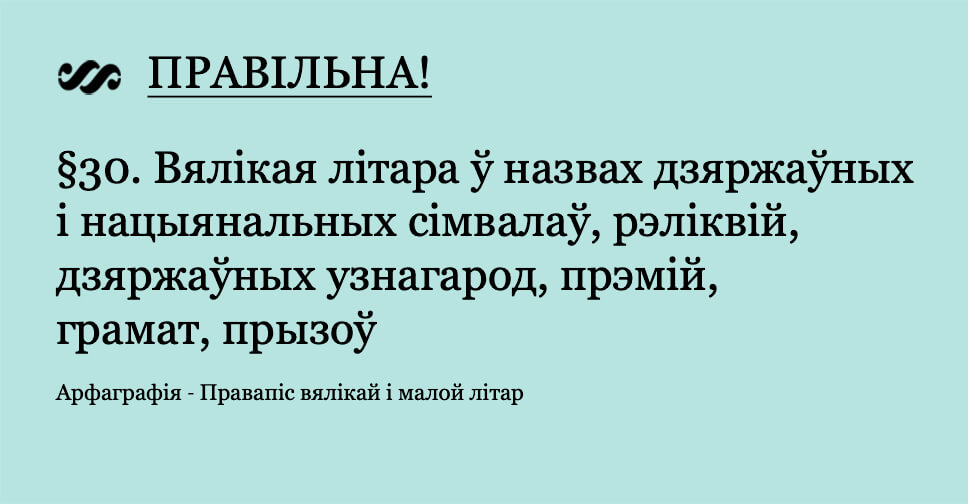 ПРАВІЛЬНА!
§30. Вялікая літара ў назвах дзяржаўных
і нацыянальных сімвалаў, рэліквій,
дзяржаўных узнагарод, прэмій,
грамат, прызоў
Арфаграфія - Правапіс вялікай і малой літар